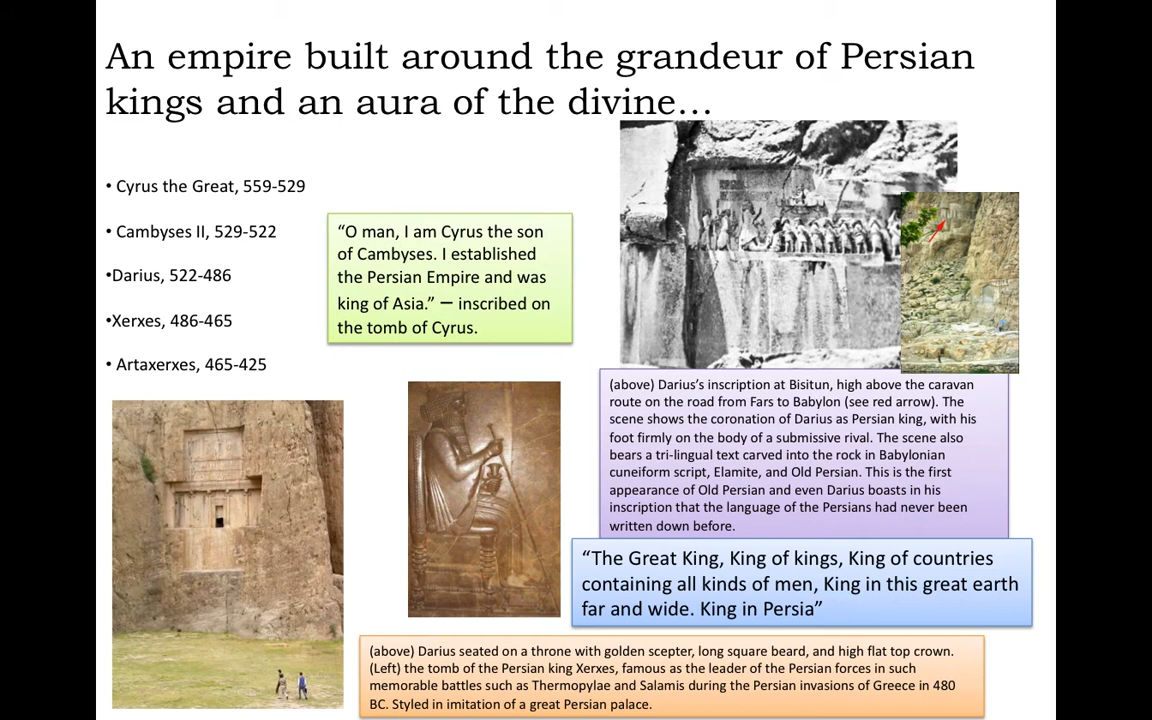 An empire built around the grandeur of Persian
kings and an aura of the divine…
• Cyrus the Great, 559-529
• Cambyses II, 529-522
•Darius, 522-486
•Xerxes, 486-465
• Artaxerxes, 465-425
“O man, I am Cyrus the son
of Cambyses. I established
the Persian Empire and was
king of Asia.” – inscribed on
the tomb of Cyrus.
(above) Darius’s inscription at Bisitun, high above the caravan
route on the road from Fars to Babylon (see red arrow). The
scene shows the coronation of Darius as Persian king, with his
foot firmly on the body of a submissive rival. The scene also
bears a tri-lingual text carved into the rock in Babylonian
cuneiform script, Elamite, and Old Persian. This is the first
appearance of Old Persian and even Darius boasts in his
inscription that the language of the Persians had never been
written down before.
“The Great King, King of kings, King of countries
containing all kinds of men, King in this great earth
far and wide. King in Persia”
(above) Darius seated on a throne with golden scepter, long square beard, and high flat top crown.
(Left) the tomb of the Persian king Xerxes, famous as the leader of the Persian forces in such
memorable battles such as Thermopylae and Salamis during the Persian invasions of Greece in 480
BC. Styled in imitation of a great Persian palace.